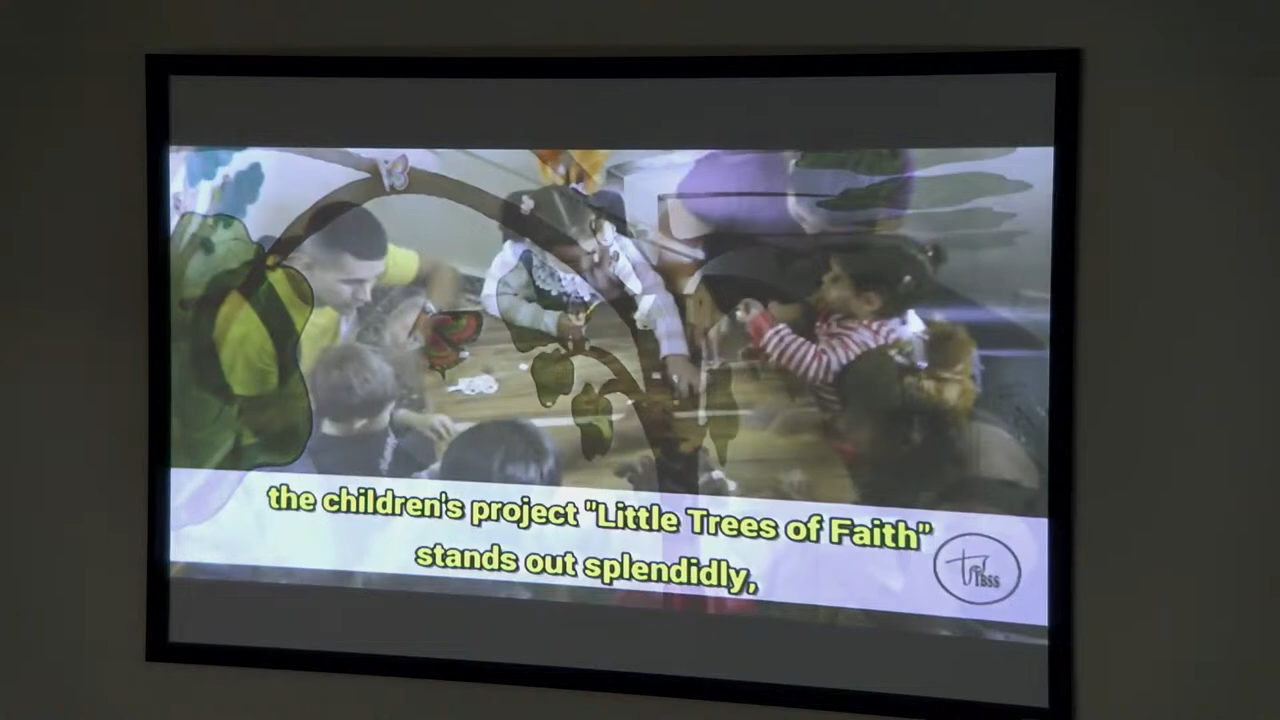 the children's project "Little Trees of Faith"
stands out splendidly,